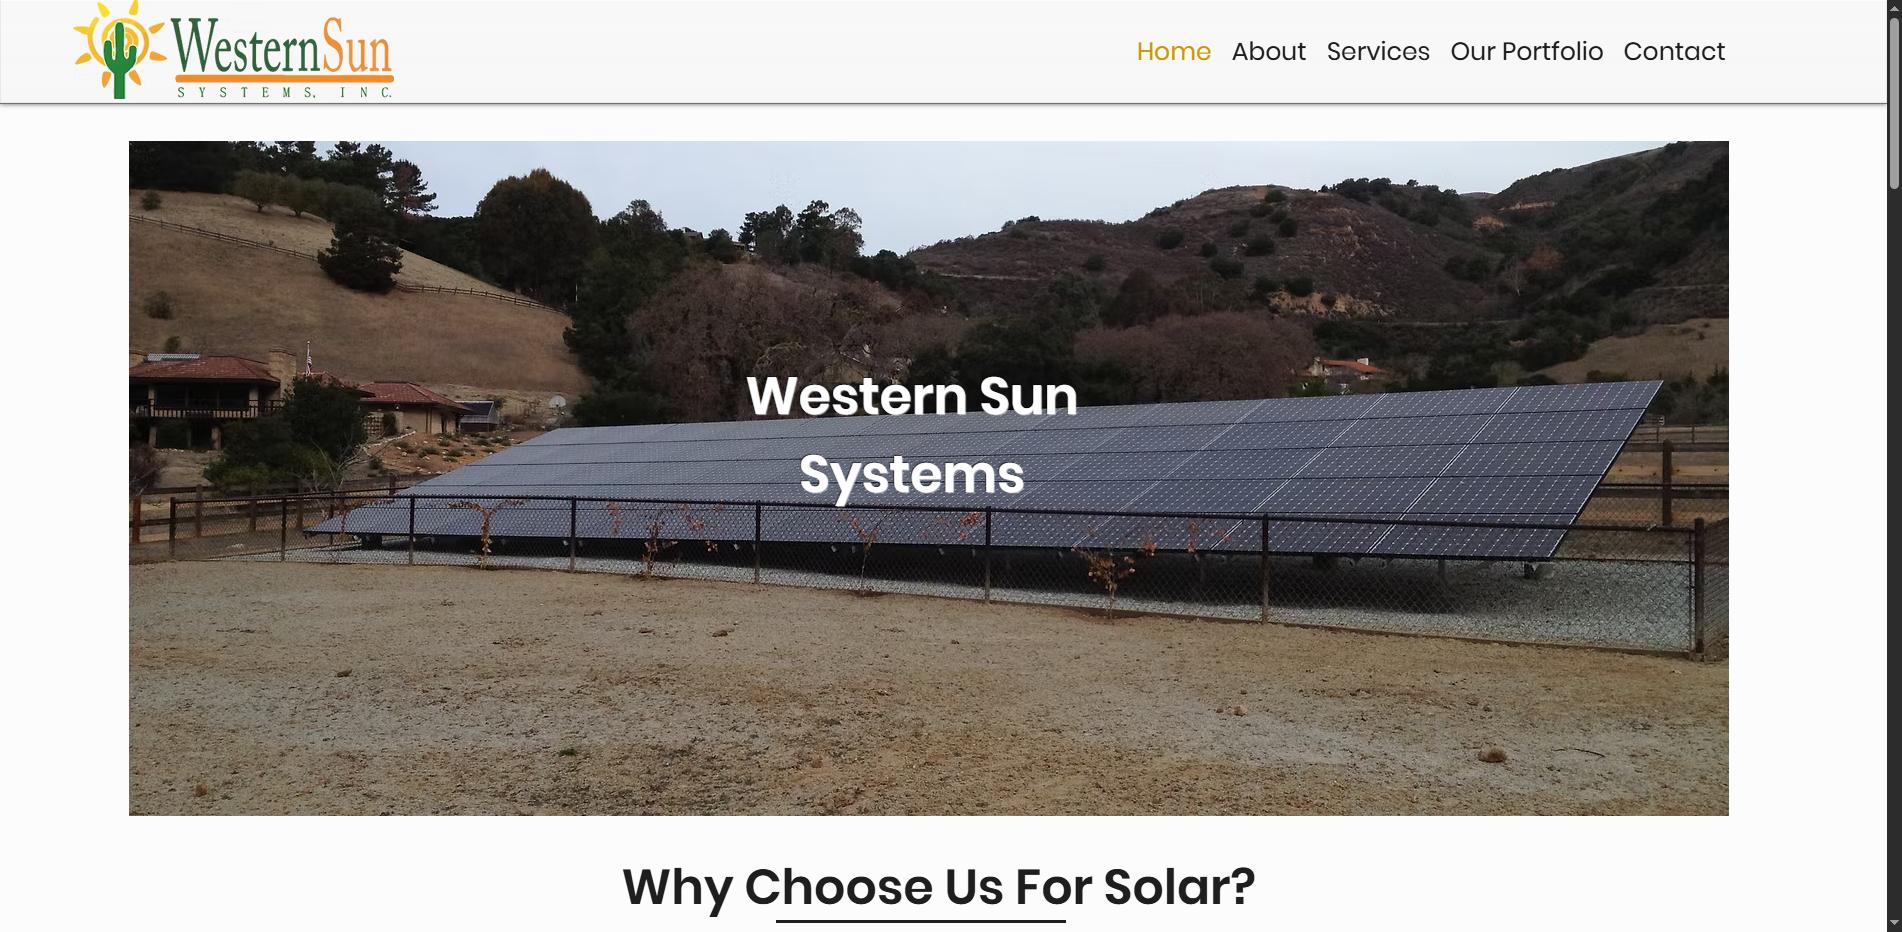 WesternSun
SYSTEMS, INC.
Home About Services Our Portfolio Contact
Western Sun
Systems
Why Choose Us For Solar?